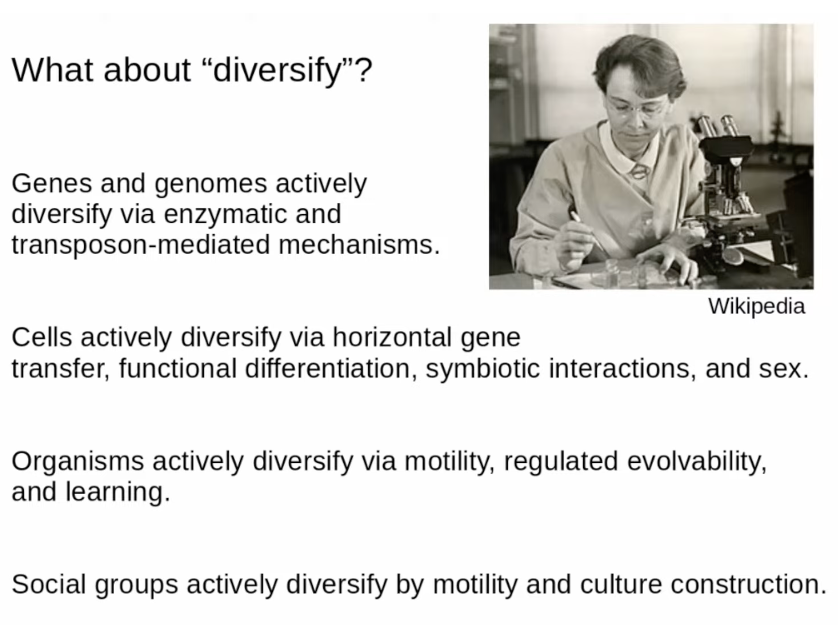 What about “diversify”?
Genes and genomes actively
diversify via enzymatic and
transposon-mediated mechanisms.
Wikipedia
Cells actively diversify via horizontal gene
transfer, functional differentiation, symbiotic interactions, and sex.
Organisms actively diversify via motility, regulated evolvability,
and learning.
Social groups actively diversify by motility and culture construction.